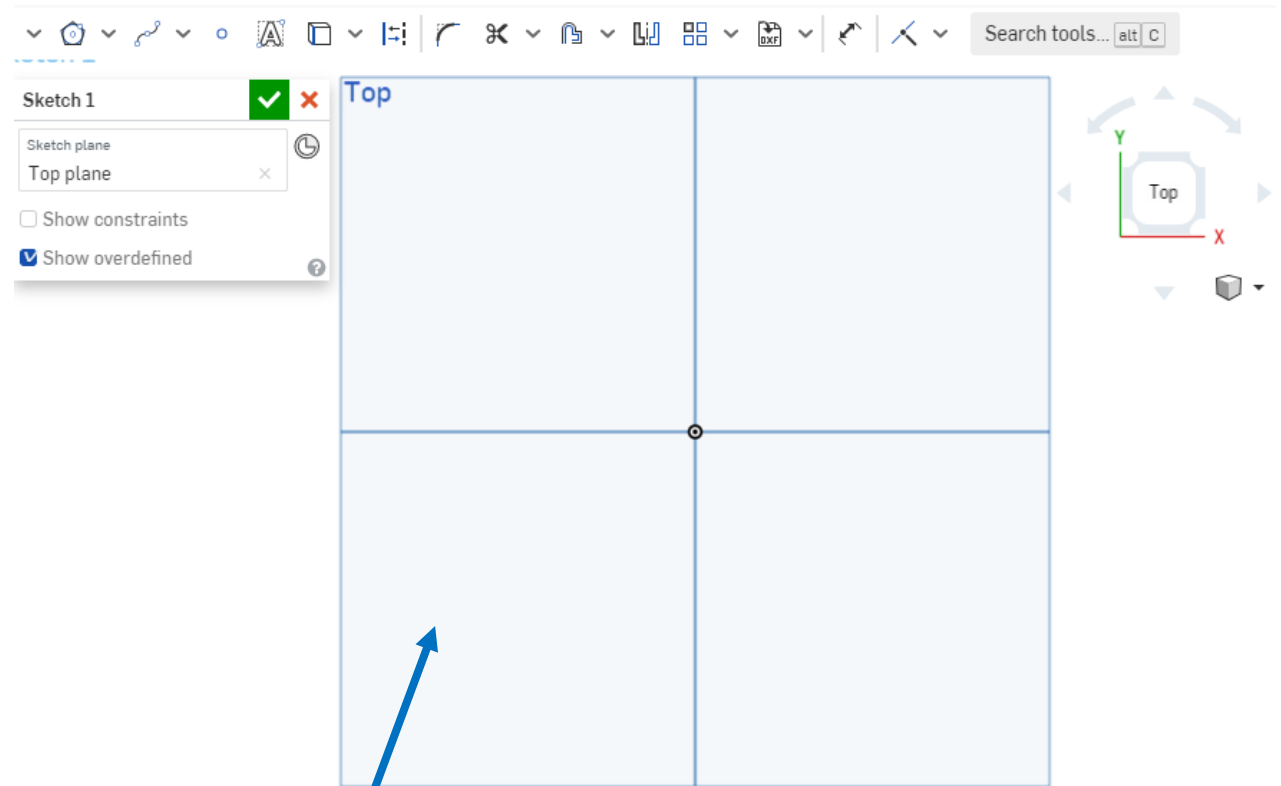 Search tools... alt C
DXF
Sketch 1
Sketch plane
Top plane
Show constraints
Show overdefined
?
Top
Y
Top
X